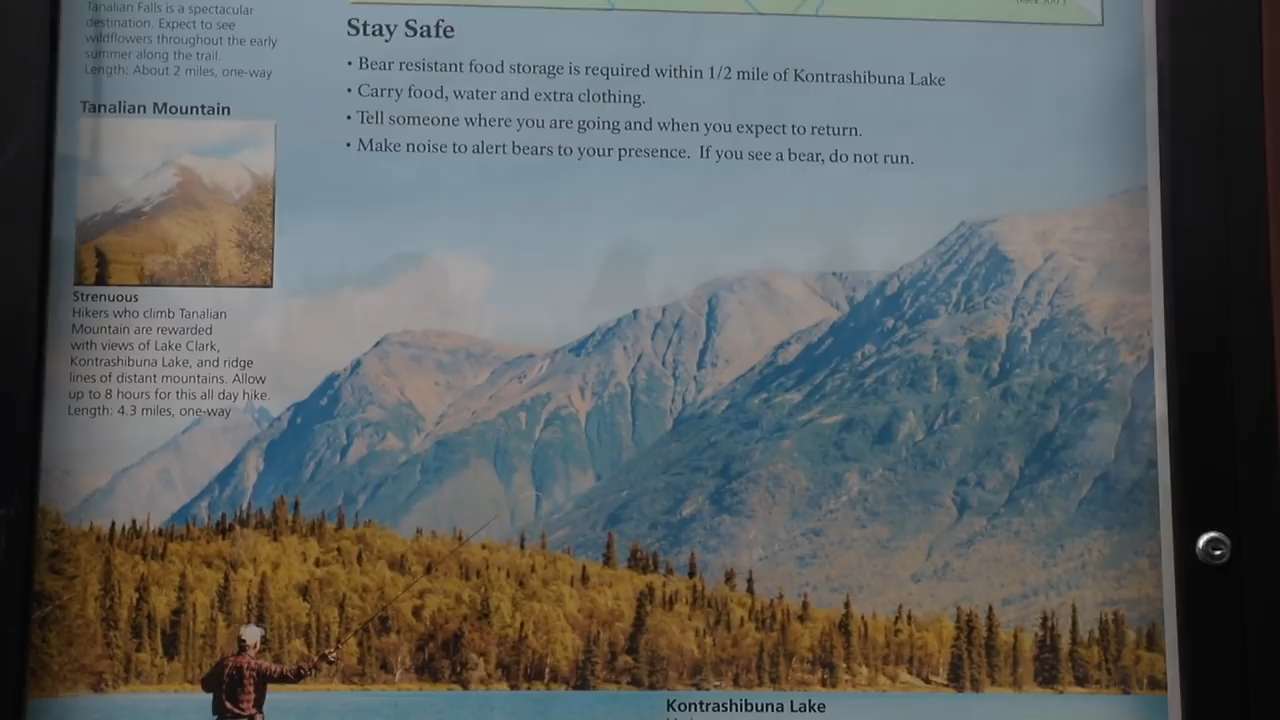 Tanalian Falls is a spectacular
destination. Expect to see
wildflowers throughout the early
summer along the trail.
Length: About 2 miles, one-way
Tanalian Mountain
Strenuous
Hikers who climb Tanalian
Mountain are rewarded
with views of Lake Clark,
Kontrashibuna Lake, and ridge
lines of distant mountains. Allow
up to 8 hours for this all day hike.
Length: 4.3 miles, one-way
Stay Safe
• Bear resistant food storage is required within 1/2 mile of Kontrashibuna Lake
• Carry food, water and extra clothing.
• Tell someone where you are going and when you expect to return.
• Make noise to alert bears to your presence.  If you see a bear, do not run.
Kontrashibuna Lake